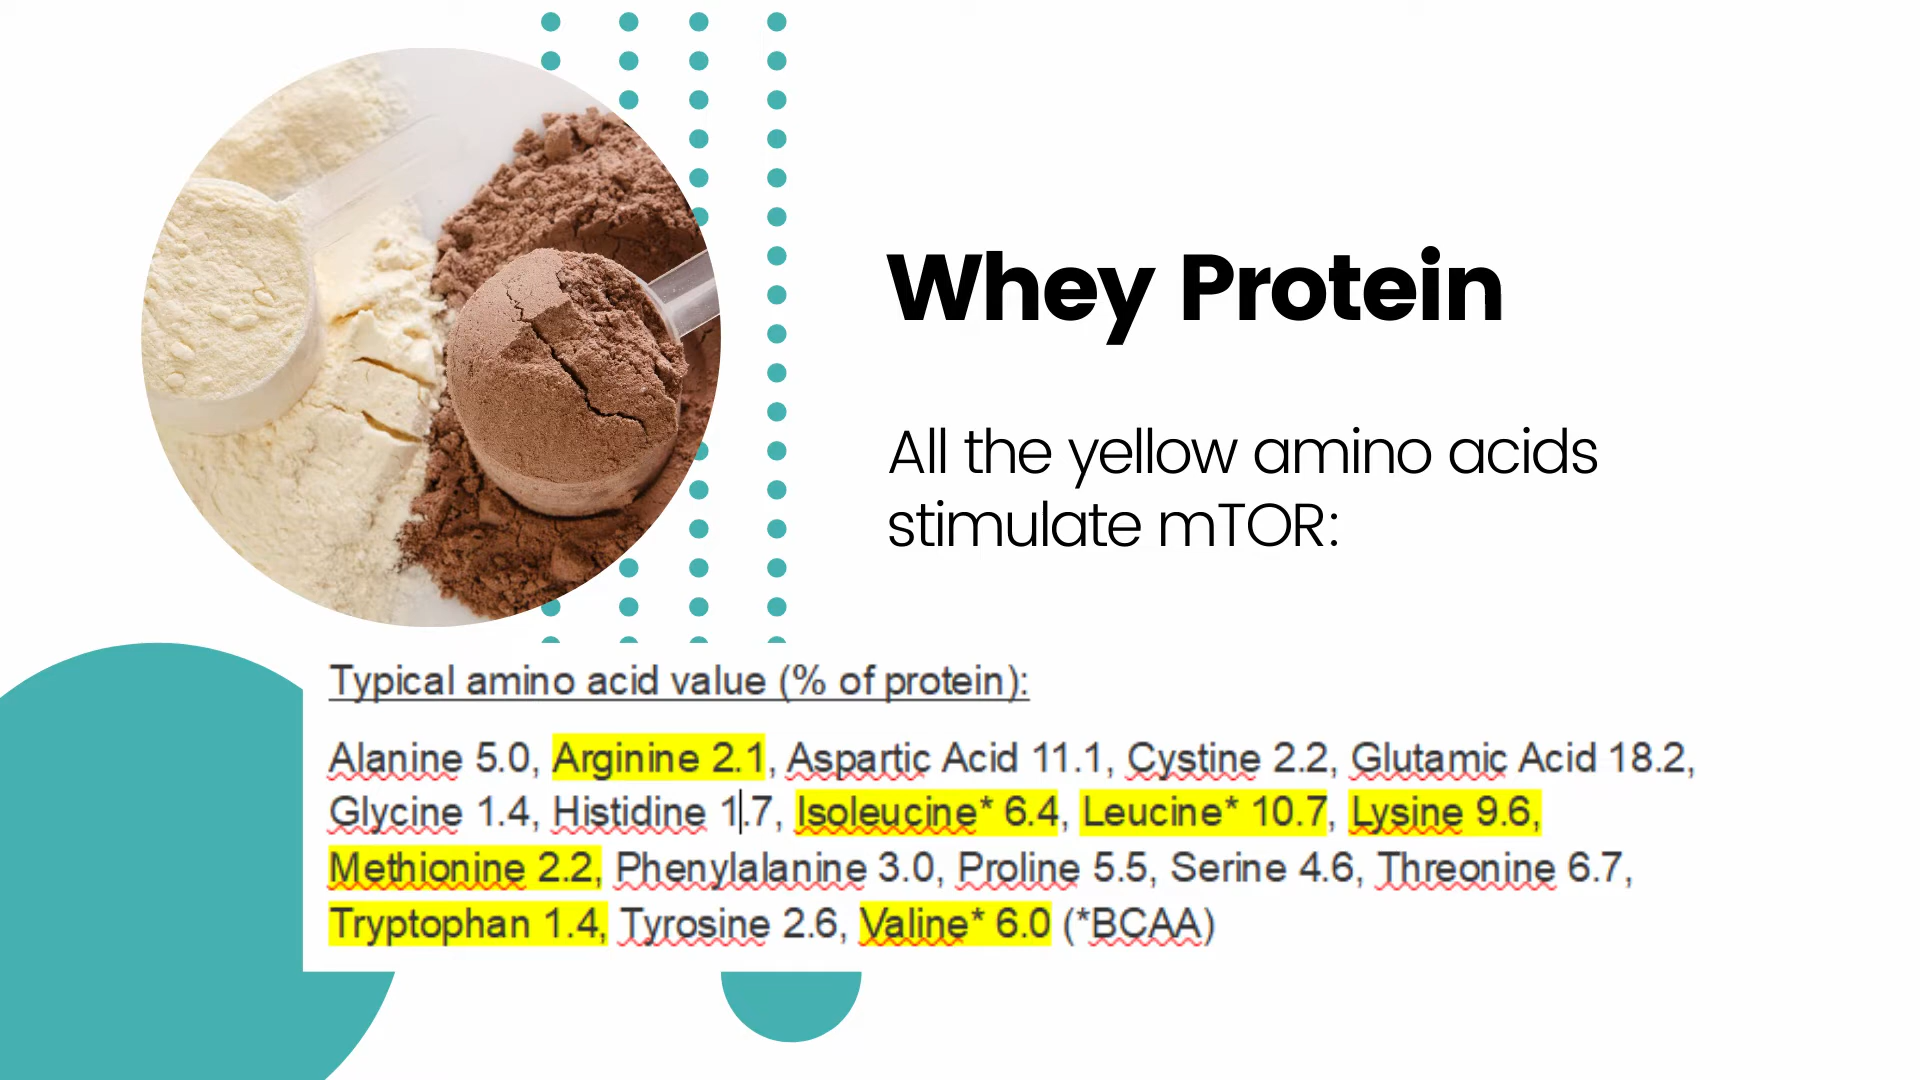 Whey Protein
All the yellow amino acids
stimulate mTOR:
Typical amino acid value (% of protein):
Alanine 5.0, Arginine 2.1, Aspartic Acid 11.1, Cystine 2.2, Glutamic Acid 18.2,
Glycine 1.4, Histidine 1.7, Isoleucine* 6.4, Leucine* 10.7, Lysine 9.6,
Methionine 2.2, Phenylalanine 3.0, Proline 5.5, Serine 4.6, Threonine 6.7,
Tryptophan 1.4, Tyrosine 2.6, Valine* 6.0 (*BCAA)